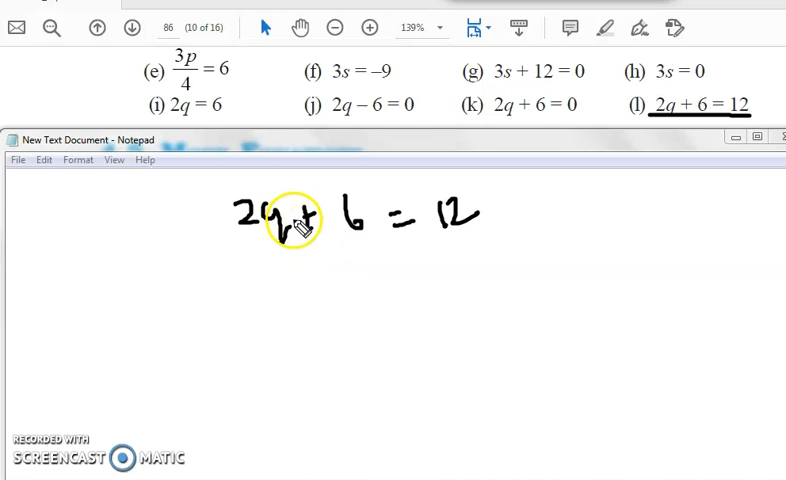 86 (10 of 16) 139%
(e) 3p/4 = 6 (f) 3s = –9 (g) 3s + 12 = 0 (h) 3s = 0
(i) 2q = 6 (j) 2q – 6 = 0 (k) 2q + 6 = 0 (l) 2q + 6 = 12
New Text Document - Notepad
File Edit Format View Help
2q + 6 = 12
RECORDED WITH
SCREENCAST MATIC